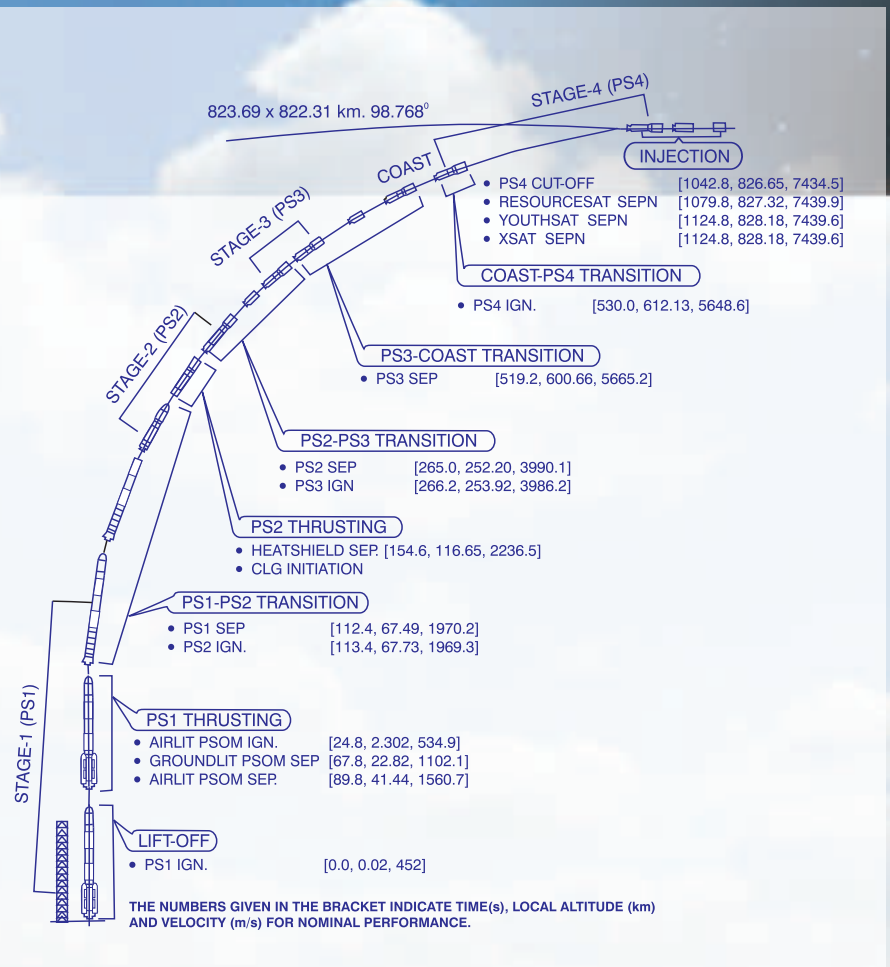 STAGE-4 (PS4)
823.69 x 822.31 km. 98.768⁰
INJECTION
COAST
• PS4 CUT-OFF [1042.8, 826.65, 7434.5]
• RESOURCESAT SEPN [1079.8, 827.32, 7439.9]
• YOUTHSAT SEPN [1124.8, 828.18, 7439.6]
• XSAT SEPN [1124.8, 828.18, 7439.6]
STAGE-3 (PS3)
COAST-PS4 TRANSITION
• PS4 IGN. [530.0, 612.13, 5648.6]
STAGE-2 (PS2)
PS3-COAST TRANSITION
• PS3 SEP [519.2, 600.66, 5665.2]
PS2-PS3 TRANSITION
• PS2 SEP [265.0, 252.20, 3990.1]
• PS3 IGN [266.2, 253.92, 3986.2]
PS2 THRUSTING
• HEATSHIELD SEP. [154.6, 116.65, 2236.5]
• CLG INITIATION
PS1-PS2 TRANSITION
• PS1 SEP [112.4, 67.49, 1970.2]
• PS2 IGN. [113.4, 67.73, 1969.3]
STAGE-1 (PS1)
PS1 THRUSTING
• AIRLIT PSOM IGN. [24.8, 2.302, 534.9]
• GROUNDLIT PSOM SEP [67.8, 22.82, 1102.1]
• AIRLIT PSOM SEP. [89.8, 41.44, 1560.7]
LIFT-OFF
• PS1 IGN. [0.0, 0.02, 452]
THE NUMBERS GIVEN IN THE BRACKET INDICATE TIME(s), LOCAL ALTITUDE (km)
AND VELOCITY (m/s) FOR NOMINAL PERFORMANCE.